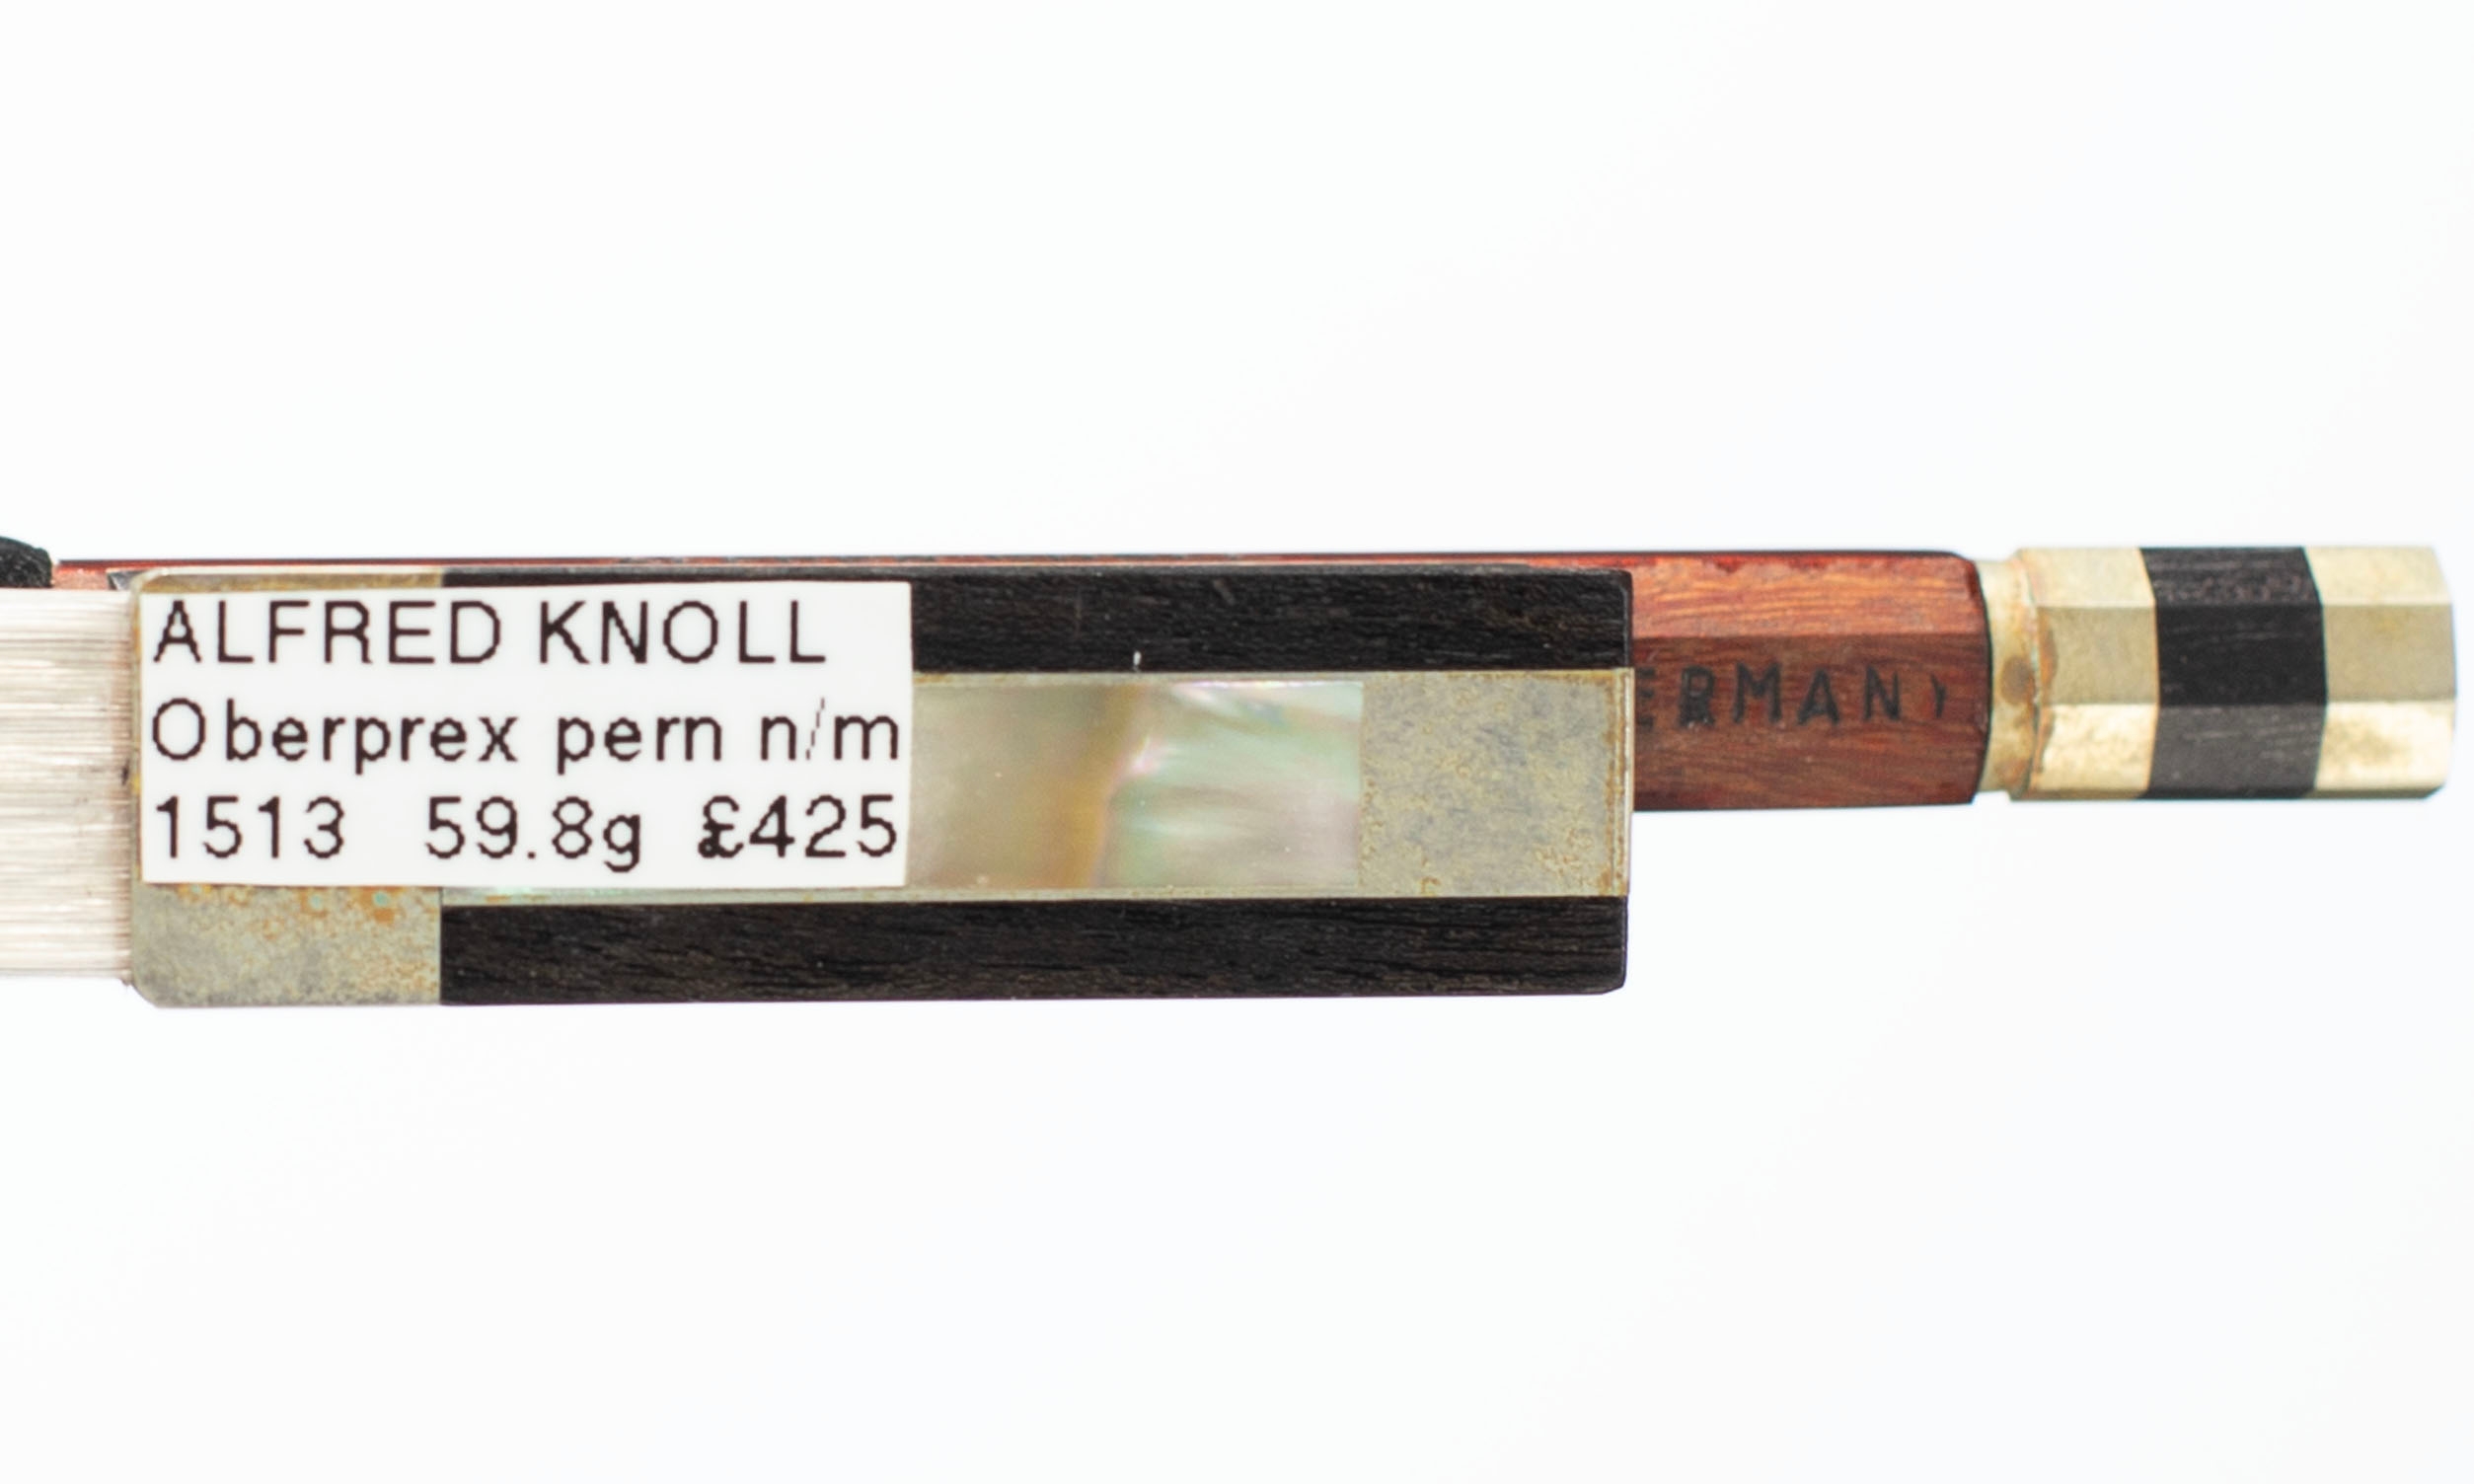 ALFRED KNOLL
Oberprex pern n/m
1513 59.8g £425
ERMANY